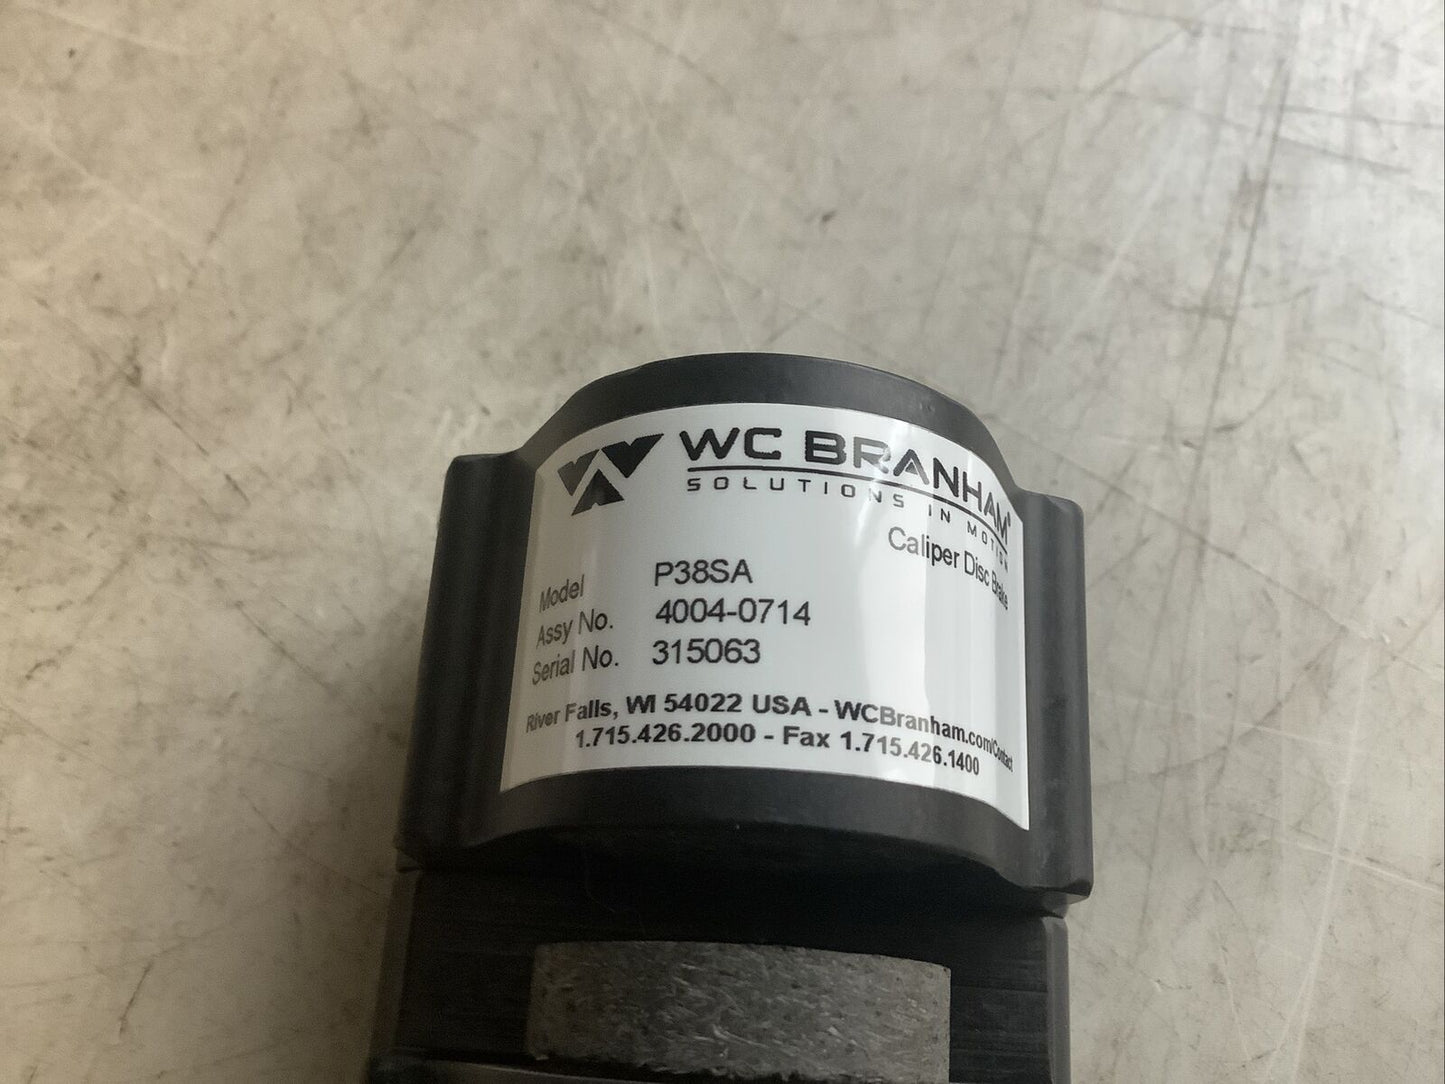 WC BRANHAM®
SOLUTIONS IN MOTION
Caliper Disc Brake
Model P38SA
Assy No. 4004-0714
Serial No. 315063
River Falls, WI 54022 USA - WCBranham.com/Contact
1.715.426.2000 - Fax 1.715.426.1400